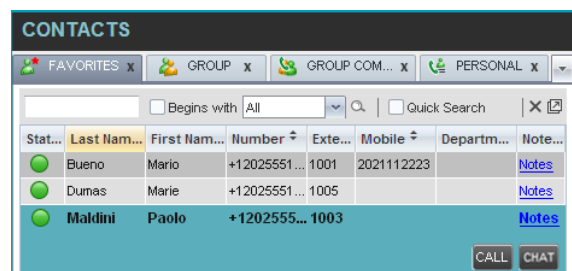 CONTACTS
FAVORITES x GROUP x GROUP COM... x PERSONAL x
Begins with All Quick Search
Stat... Last Nam... First Nam... Number Exte... Mobile Departm... Note...
Bueno Mario +12025551... 1001 2021112223 Notes
Dumas Marie +12025551... 1005 Notes
Maldini Paolo +1202555... 1003 Notes
CALL CHAT